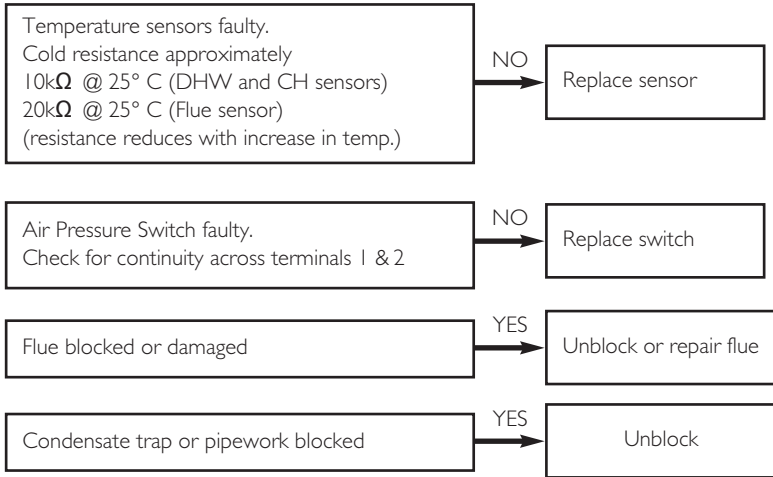 Temperature sensors faulty.
Cold resistance approximately
10kΩ @ 25° C (DHW and CH sensors)
20kΩ @ 25° C (Flue sensor)
(resistance reduces with increase in temp.)
NO
Replace sensor
Air Pressure Switch faulty.
Check for continuity across terminals 1 & 2
NO
Replace switch
Flue blocked or damaged
YES
Unblock or repair flue
Condensate trap or pipework blocked
YES
Unblock